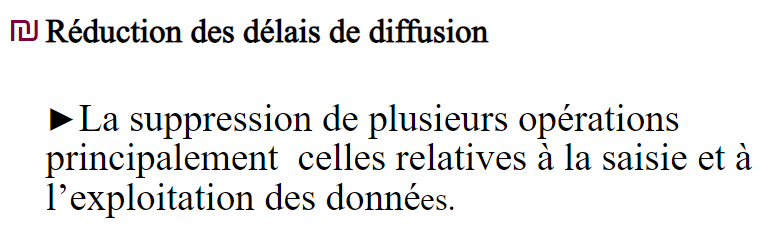 ₪ Réduction des délais de diffusion
►La suppression de plusieurs opérations
principalement celles relatives à la saisie et à
l’exploitation des données.